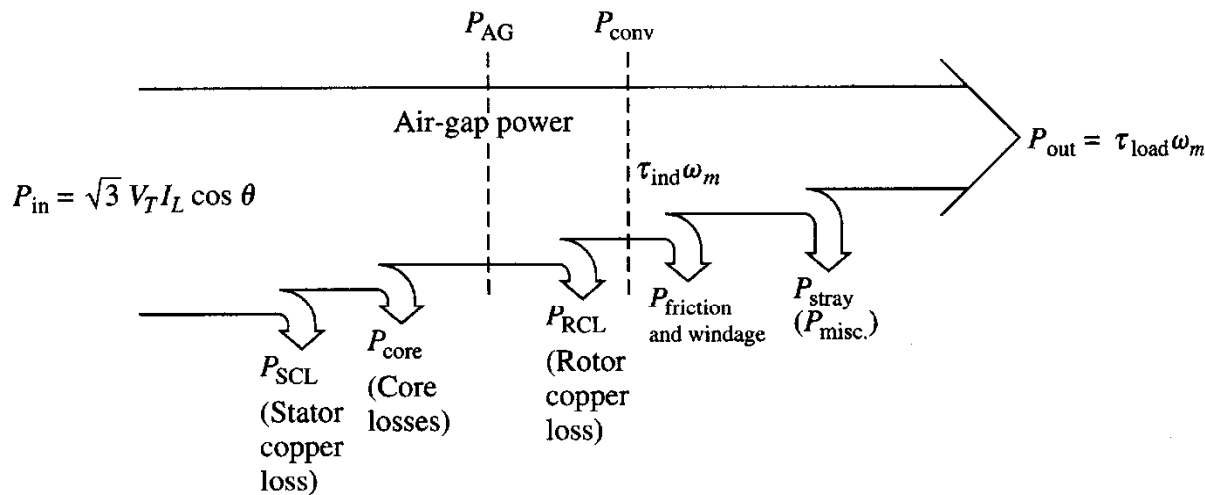 P_AG
P_conv
Air-gap power
P_out = τ_load ω_m
τ_ind ω_m
P_in = √3 V_T I_L cos θ
P_SCL
(Stator
copper
loss)
P_core
(Core
losses)
P_RCL
(Rotor
copper
loss)
P_friction
and windage
P_stray
(P_misc.)